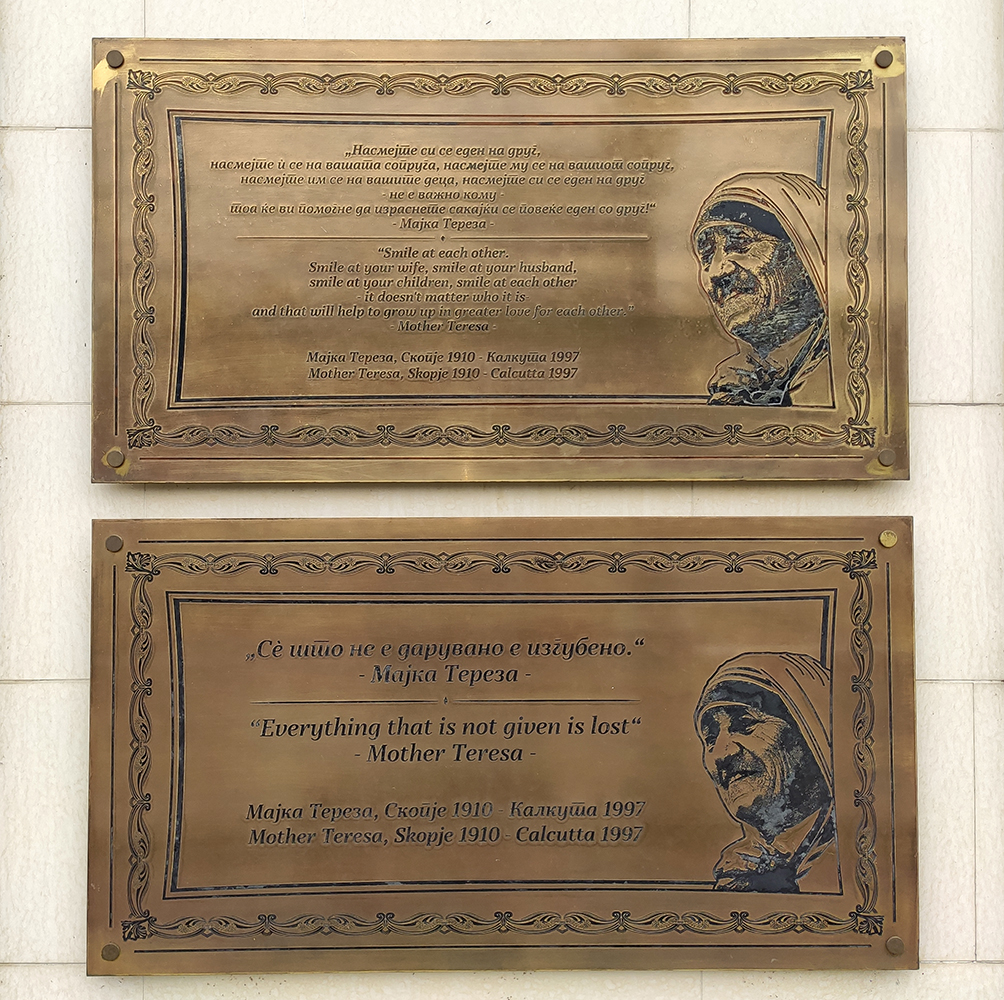 „Насмејте си се еден на друг,
насмејте ѝ се на вашата сопруга, насмејте му се на вашиот сопруг,
насмејте им се на вашите деца, насмејте си се еден на друг
- не е важно кому -
тоа ќе ви помогне да израснете сакајки се повеќе еден со друг!“
- Мајка Тереза -
“Smile at each other.
Smile at your wife, smile at your husband,
smile at your children, smile at each other
- it doesn't matter who it is-
and that will help to grow up in greater love for each other.”
- Mother Teresa -
Мајка Тереза, Скопје 1910 - Калкута 1997
Mother Teresa, Skopje 1910 - Calcutta 1997
„Сѐ што не е дарувано е изгубено.“
- Мајка Тереза -
“Everything that is not given is lost“
- Mother Teresa -
Мајка Тереза, Скопје 1910 - Калкута 1997
Mother Teresa, Skopje 1910 - Calcutta 1997